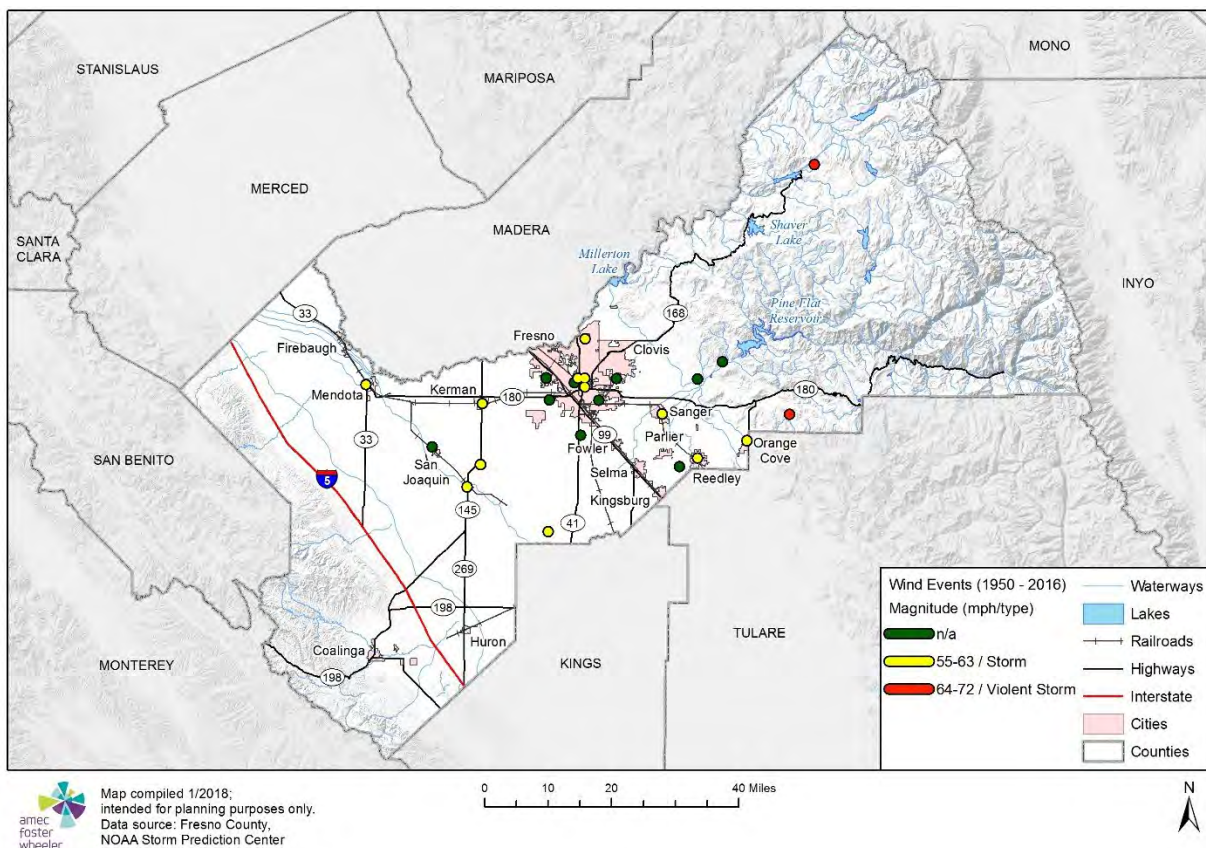 STANISLAUS
MONO
MARIPOSA
MERCED
MADERA
SANTA
CLARA
Shaver
Lake
Millerton
Lake
INYO
Pine Flat
Reservoir
33
168
Fresno
Firebaugh
Clovis
Mendota
Kerman
180
180
Sanger
33
99
Parlier
Orange
Cove
Fowler
SAN BENITO
San
Joaquin
Selma
Reedley
5
Kingsburg
145
41
269
198
Huron
Coalinga
198
MONTEREY
KINGS
TULARE
Wind Events (1950 - 2016)
Magnitude (mph/type)
n/a
55-63 / Storm
64-72 / Violent Storm
Waterways
Lakes
Railroads
Highways
Interstate
Cities
Counties
amec
foster
wheeler
Map compiled 1/2018;
intended for planning purposes only.
Data source: Fresno County,
NOAA Storm Prediction Center
0 10 20 40 Miles
N